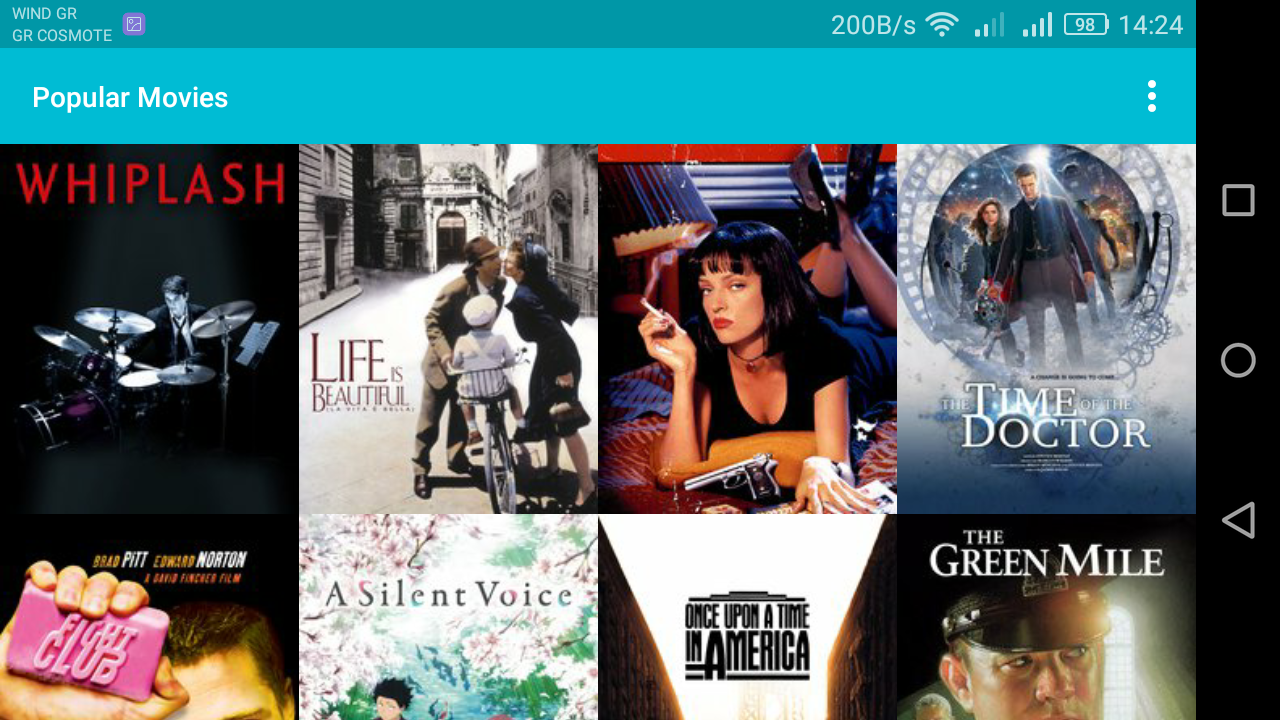 WIND GR
GR COSMOTE
200B/s
98
14:24
Popular Movies
WHIPLASH
LIFE IS
BEAUTIFUL
(LA VITA È BELLA)
A CHANGE IS GOING TO COME...
THE TIME OF THE
DOCTOR
BRAD PITT EDWARD NORTON
A DAVID FINCHER FILM
FIGHT
CLUB
A Silent Voice
ONCE UPON A TIME
IN AMERICA
THE
GREEN MILE